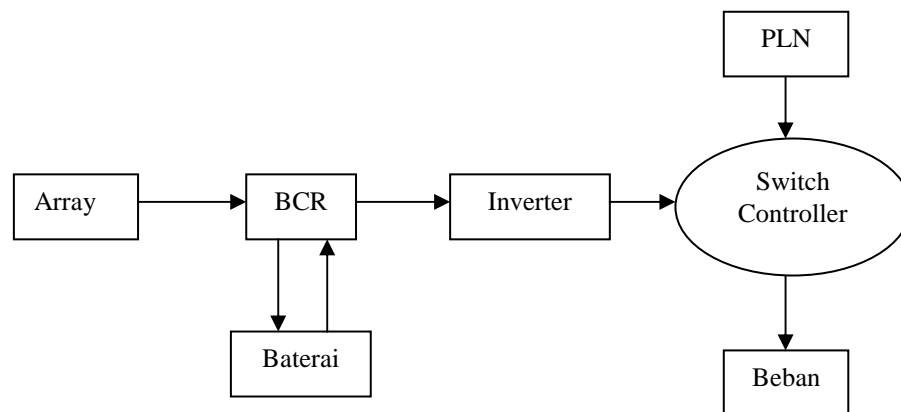 PLN
Array
BCR
Inverter
Switch
Controller
Baterai
Beban